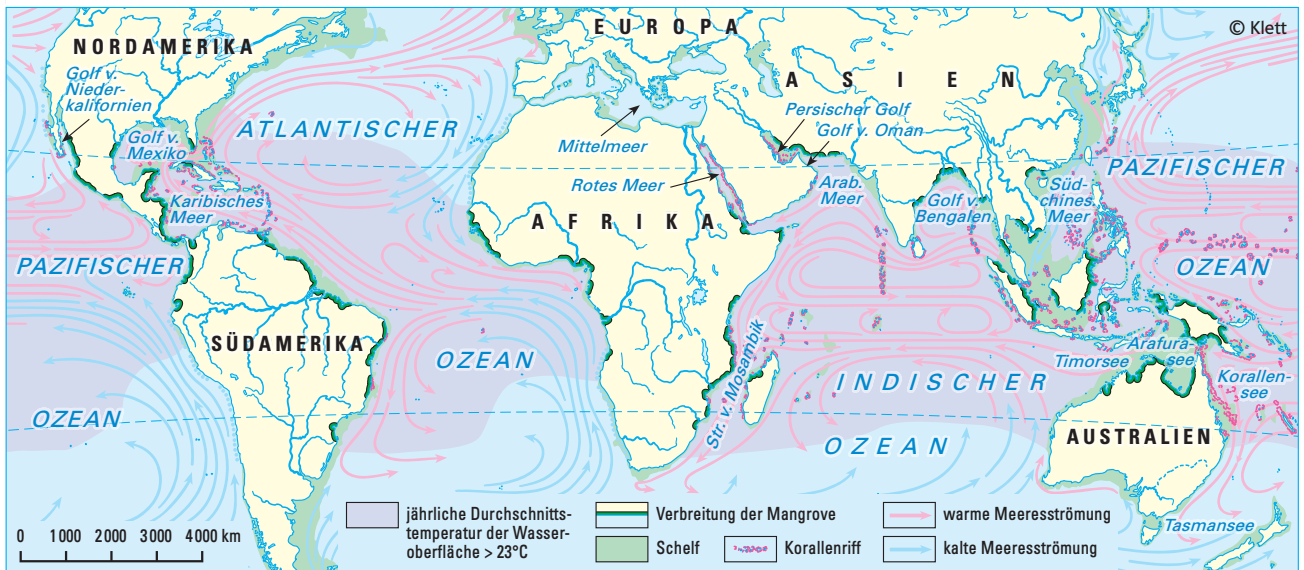 © Klett
NORDAMERIKA
EUROPA
ASIEN
Golf v.
Nieder-
kalifornien
Golf v.
Mexiko
ATLANTISCHER
Mittelmeer
Persischer Golf
Golf v. Oman
PAZIFISCHER
Rotes Meer
Karibisches
Meer
AFRIKA
Arab.
Meer
Golf v.
Bengalen
Süd-
chines.
Meer
PAZIFISCHER
OZEAN
SÜDAMERIKA
OZEAN
Str. v. Mosambik
INDISCHER
Timorsee
Arafura-
see
Korallen-
see
OZEAN
OZEAN
AUSTRALIEN
Tasmansee
0 1000 2000 3000 4000 km
jährliche Durchschnitts-
temperatur der Wasser-
oberfläche > 23°C
Verbreitung der Mangrove
Schelf
Korallenriff
warme Meeresströmung
kalte Meeresströmung